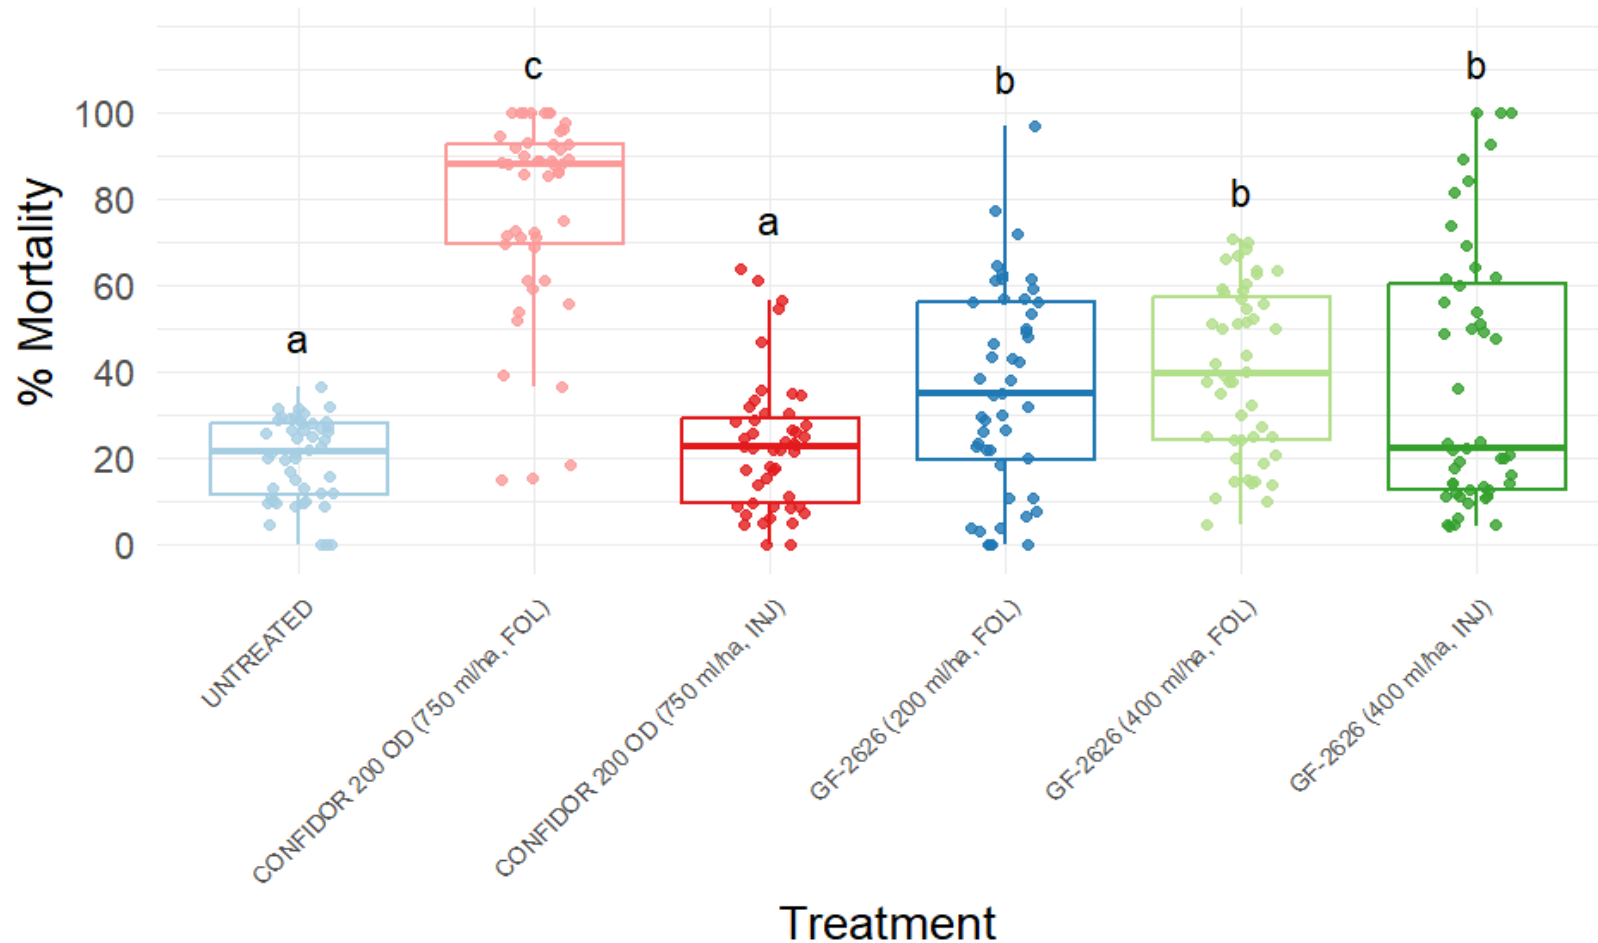 c
b
b
100
a
b
80
60
a
40
20
0
% Mortality
UNTREATED
CONFIDOR 200 OD (750 ml/ha, FOL)
CONFIDOR 200 OD (750 ml/ha, INJ)
GF-2626 (200 ml/ha, FOL)
GF-2626 (400 ml/ha, FOL)
GF-2626 (400 ml/ha, INJ)
Treatment